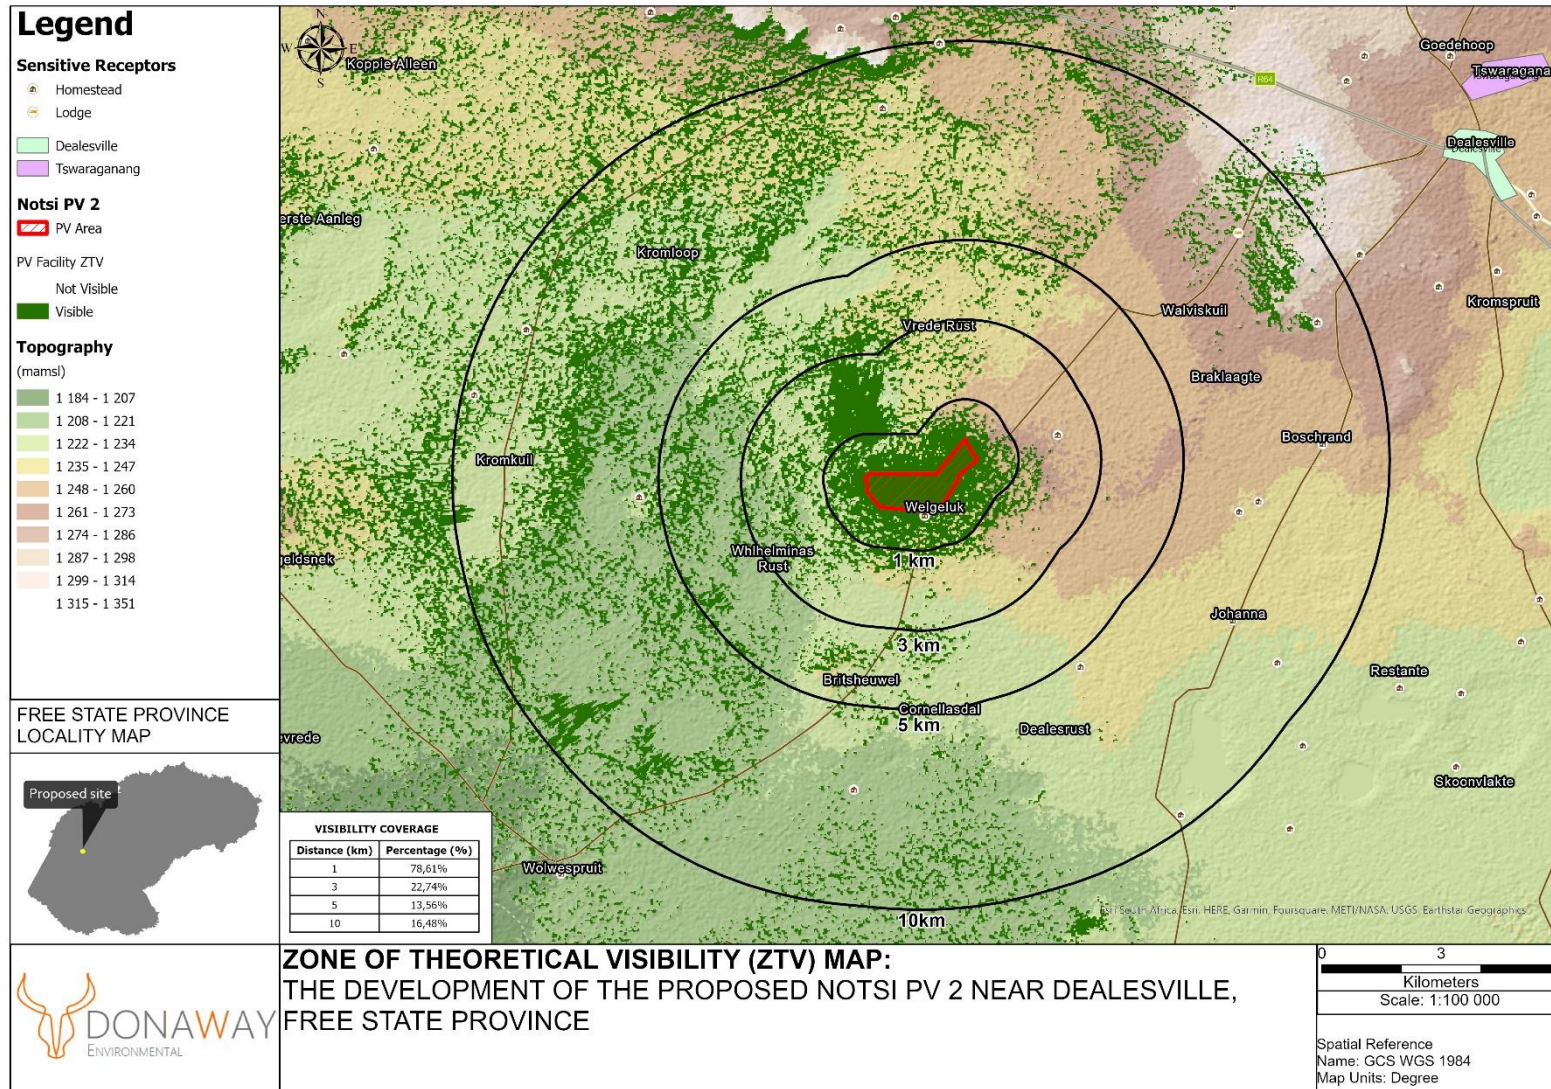 Legend
Sensitive Receptors
Homestead
Lodge
Dealesville
Tswaraganang
Notsi PV 2
PV Area
PV Facility ZTV
Not Visible
Visible
Topography
(mamsl)
1 184 - 1 207
1 208 - 1 221
1 222 - 1 234
1 235 - 1 247
1 248 - 1 260
1 261 - 1 273
1 274 - 1 286
1 287 - 1 298
1 299 - 1 314
1 315 - 1 351
FREE STATE PROVINCE
LOCALITY MAP
Proposed site
N
W E
S
Koppie Alleen
Goedehoop
Tswaragana
R64
Dealesville
Dealesville
erste Aanleg
Kromloop
Kromspruit
Walviskuil
Vrede Rust
Braklaagte
Boschrand
Kromkuil
Welgeluk
Whlhelminas
Rust
geldsnek
1 km
Johanna
3 km
Restante
Britsheuwel
Cornellasdal
5 km
Dealesrust
evrede
Skoonvlakte
Wolwespruit
10km
Esri South Africa, Esri, HERE, Garmin, Foursquare, METI/NASA, USGS, Earthstar Geographics
VISIBILITY COVERAGE
Distance (km) Percentage (%)
1 78,61%
3 22,74%
5 13,56%
10 16,48%
DONAWAY
ENVIRONMENTAL
ZONE OF THEORETICAL VISIBILITY (ZTV) MAP:
THE DEVELOPMENT OF THE PROPOSED NOTSI PV 2 NEAR DEALESVILLE,
FREE STATE PROVINCE
0 3
Kilometers
Scale: 1:100 000
Spatial Reference
Name: GCS WGS 1984
Map Units: Degree